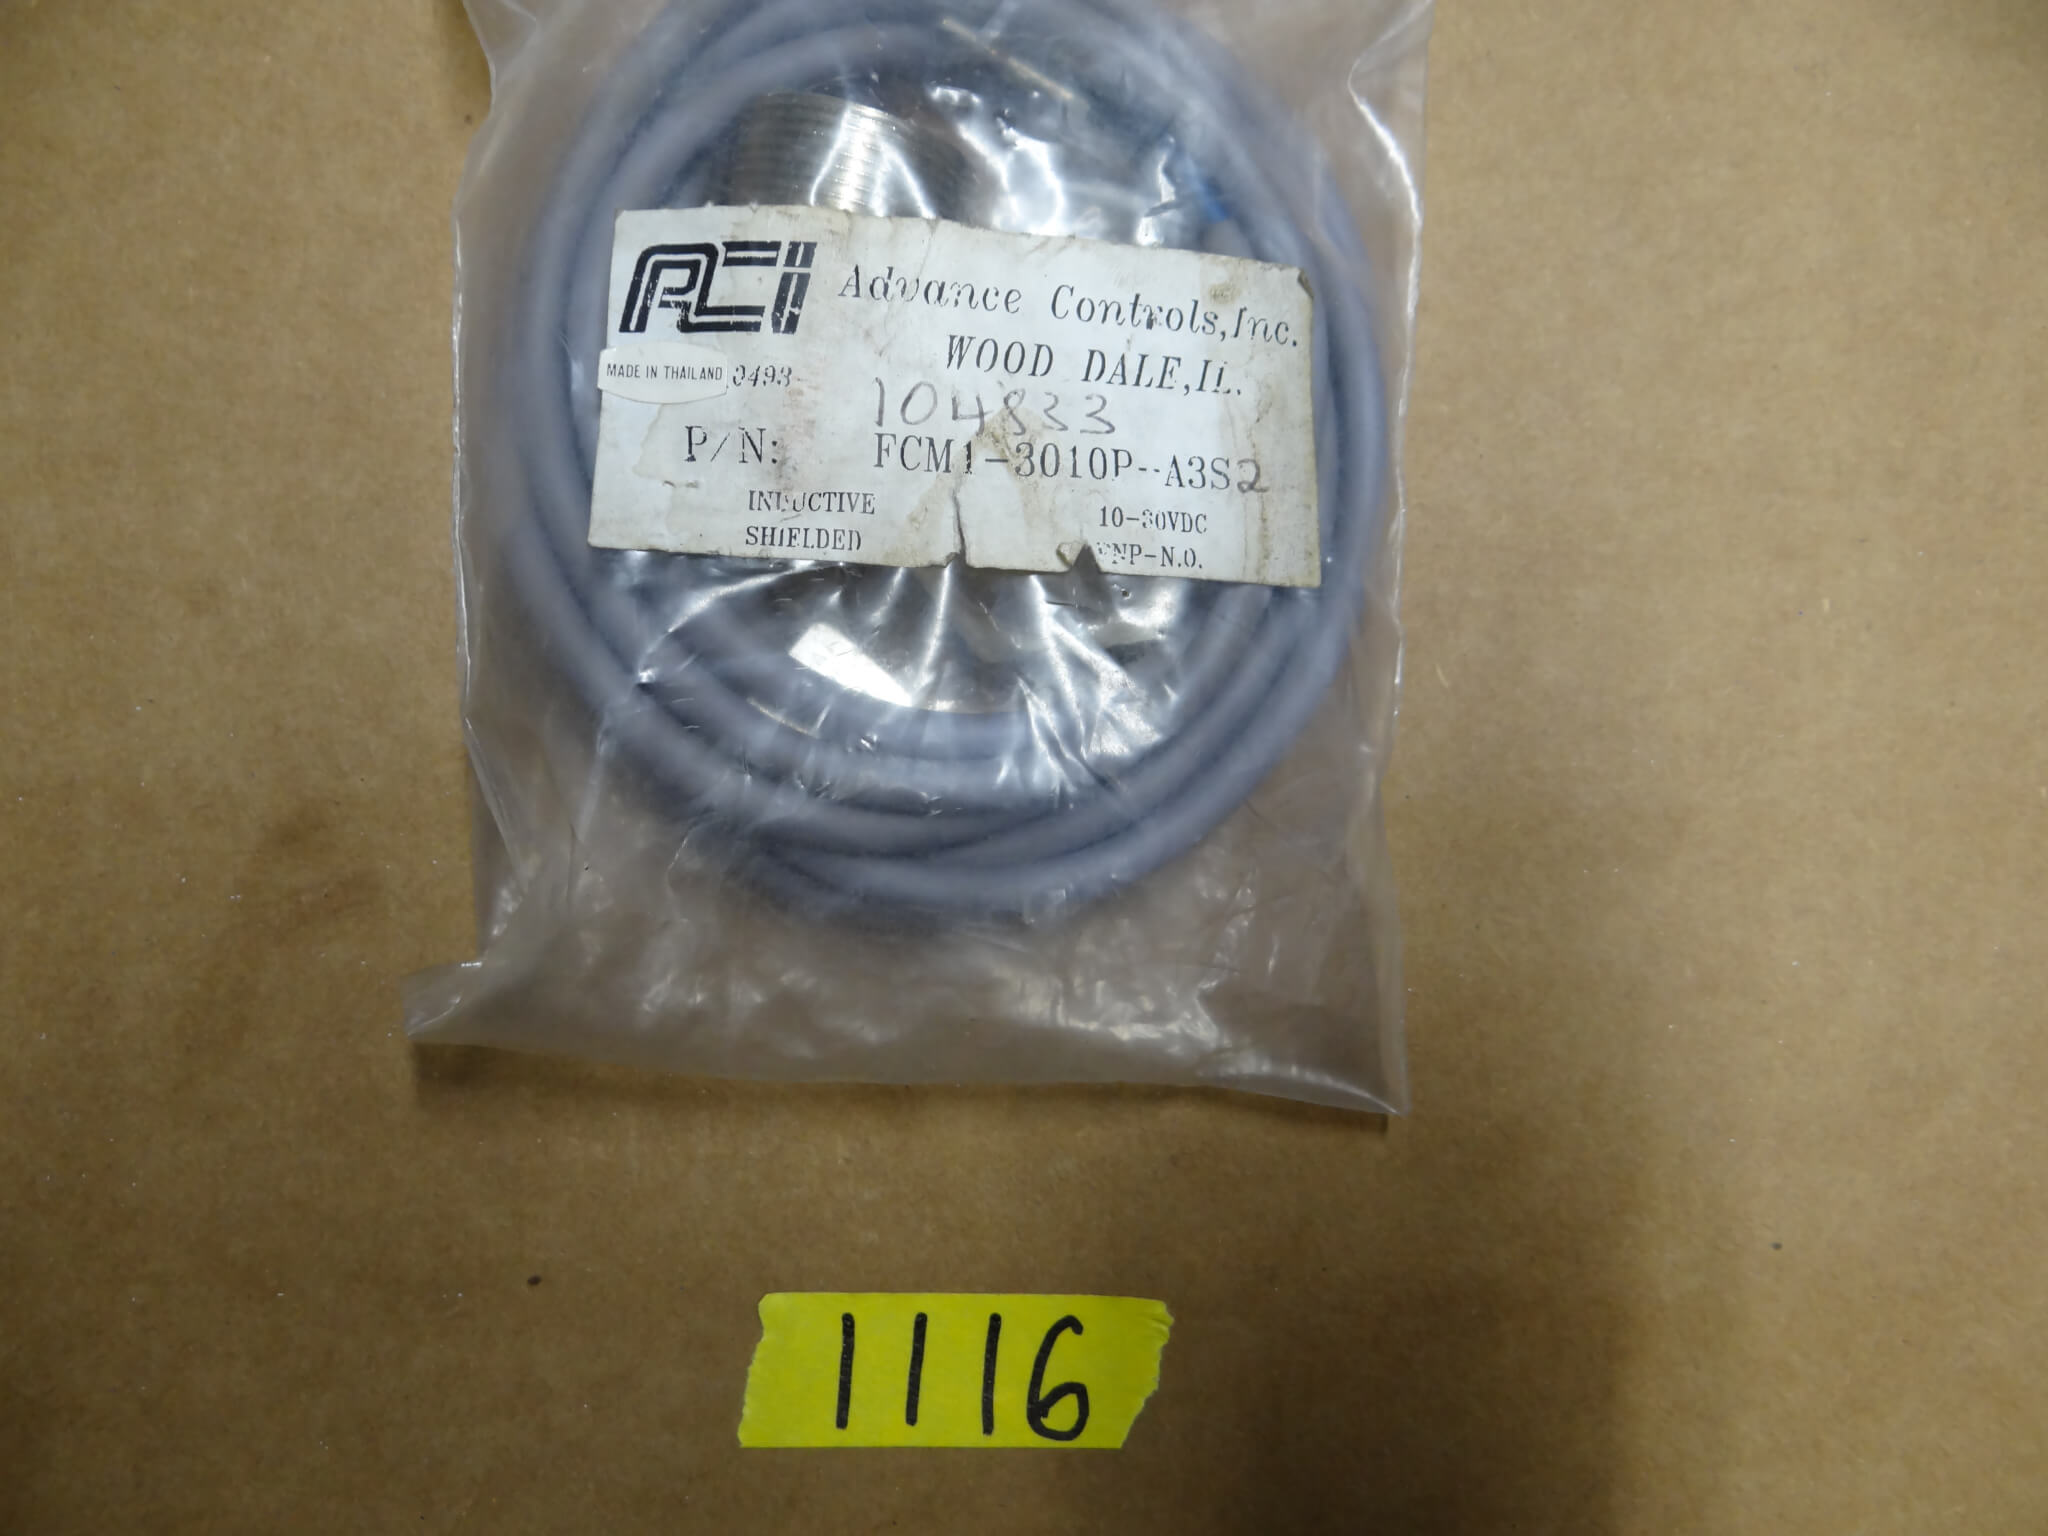 ACI Advance Controls, Inc.
WOOD DALE, IL.
MADE IN THAILAND 0493
104833
P/N: FCM1-3010P--A3S2
INDUCTIVE 10-30VDC
SHIELDED PNP-N.O.
1116